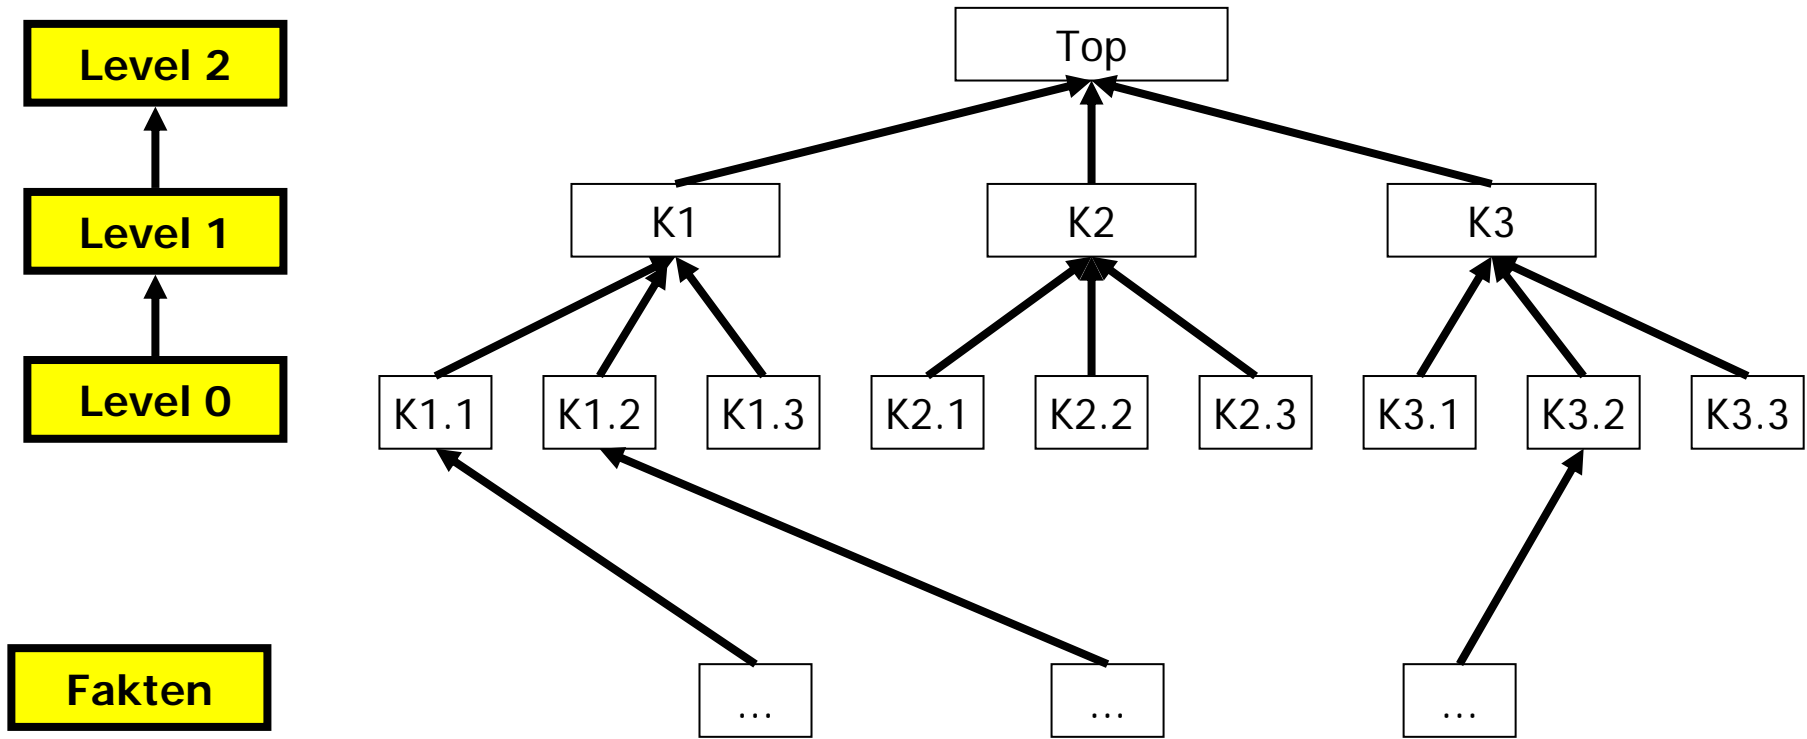 Level 2
Top
Level 1
K1
K2
K3
Level 0
K1.1
K1.2
K1.3
K2.1
K2.2
K2.3
K3.1
K3.2
K3.3
Fakten
...
...
...